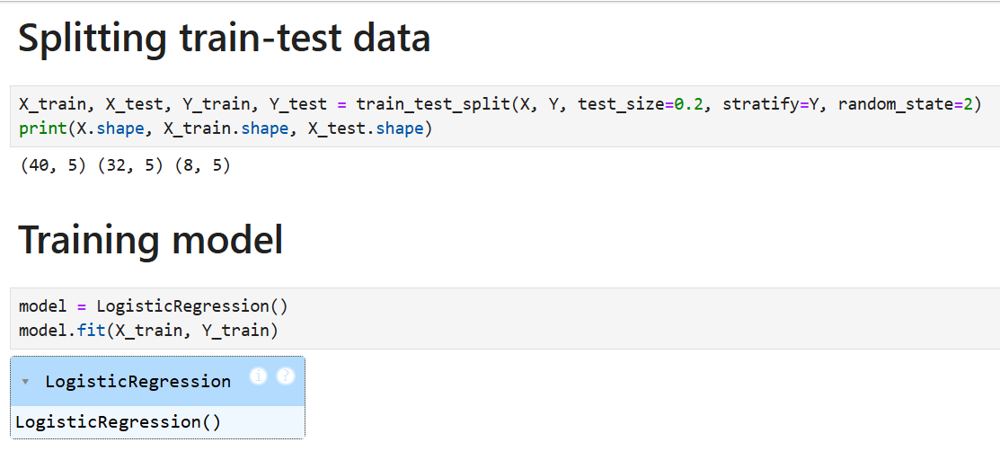 Splitting train-test data
X_train, X_test, Y_train, Y_test = train_test_split(X, Y, test_size=0.2, stratify=Y, random_state=2)
print(X.shape, X_train.shape, X_test.shape)
(40, 5) (32, 5) (8, 5)
Training model
model = LogisticRegression()
model.fit(X_train, Y_train)
▾ LogisticRegression i ?
LogisticRegression()